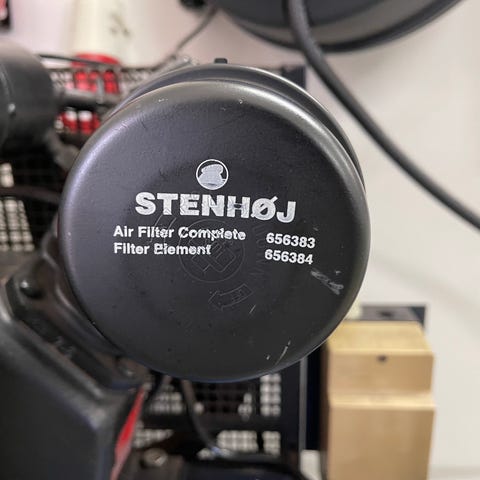 STENHØJ
Air Filter Complete 656383
Filter Element 656384